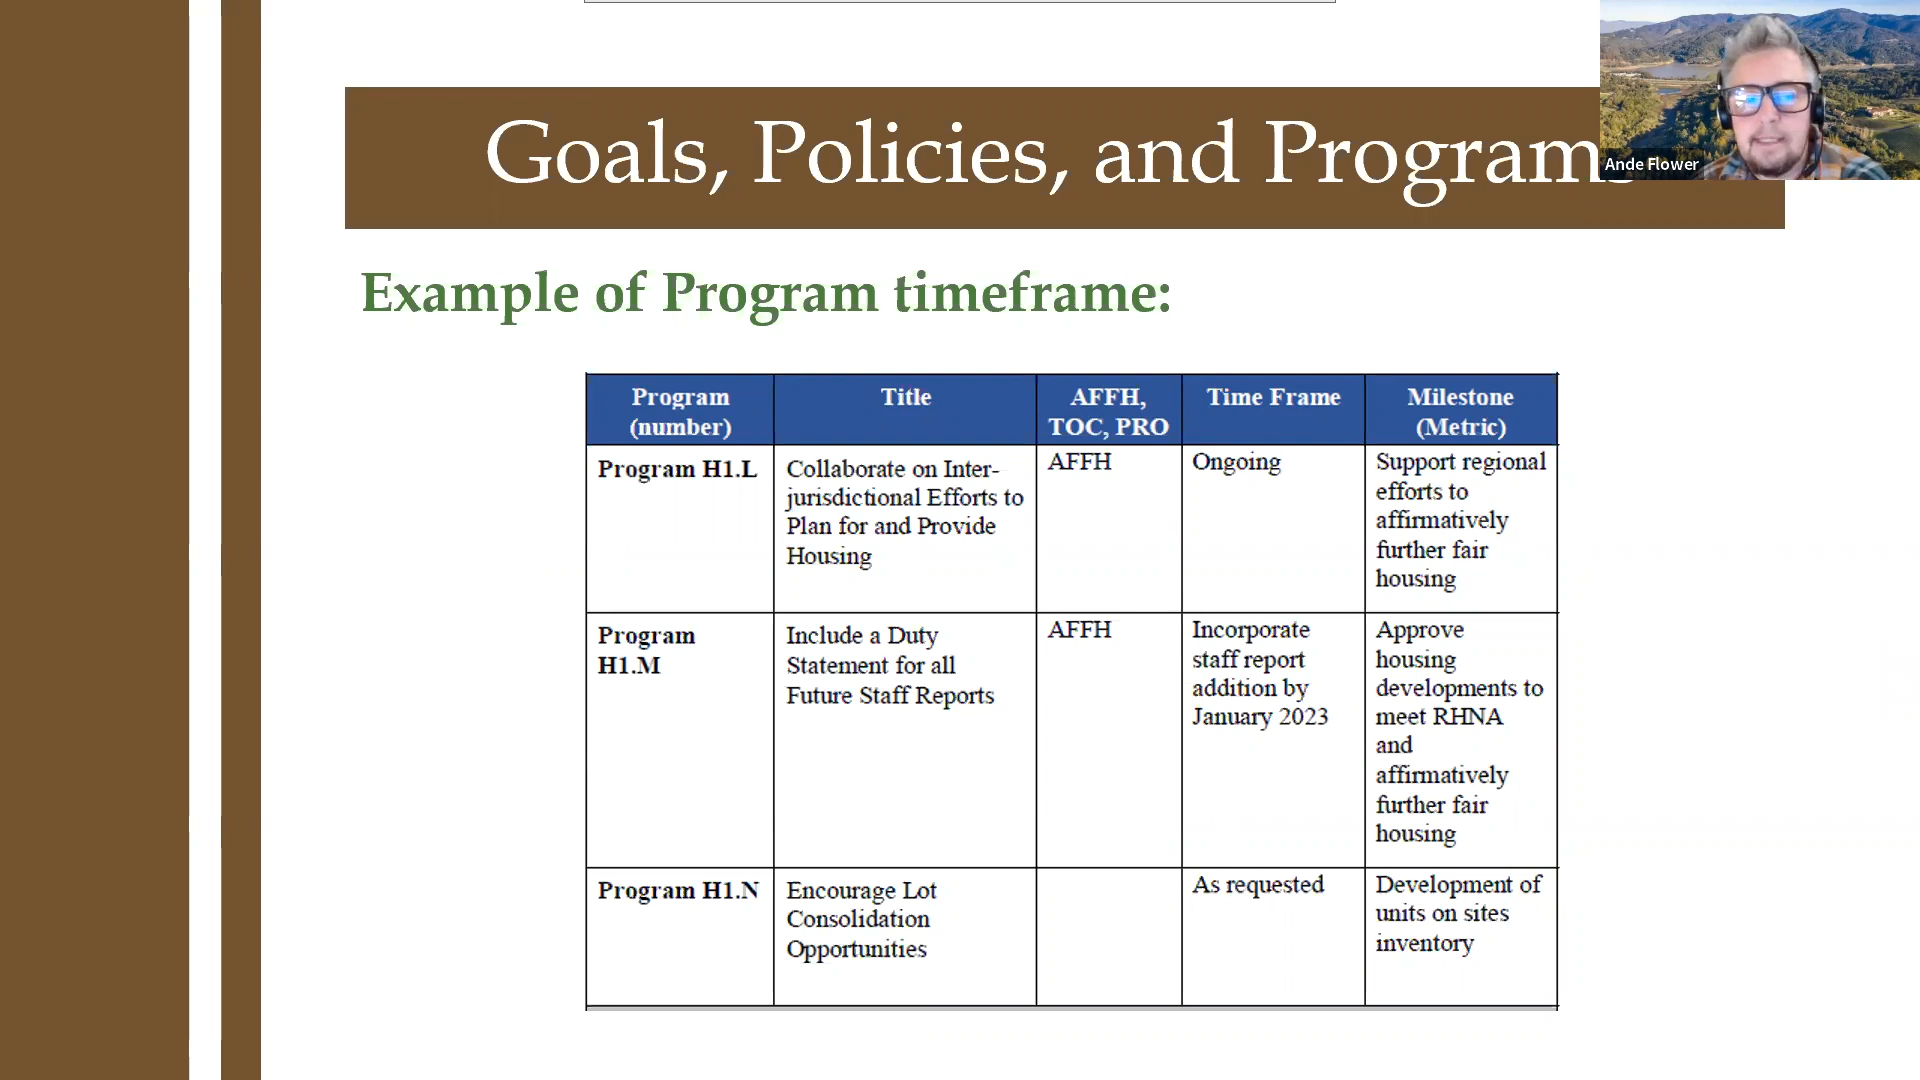 Goals, Policies, and Programs
Ande Flower
Example of Program timeframe:
Program
(number)
Title
AFFH,
TOC, PRO
Time Frame
Milestone
(Metric)
Program H1.L
Collaborate on Inter-
jurisdictional Efforts to
Plan for and Provide
Housing
AFFH
Ongoing
Support regional
efforts to
affirmatively
further fair
housing
Program
H1.M
Include a Duty
Statement for all
Future Staff Reports
AFFH
Incorporate
staff report
addition by
January 2023
Approve
housing
developments to
meet RHNA
and
affirmatively
further fair
housing
Program H1.N
Encourage Lot
Consolidation
Opportunities
As requested
Development of
units on sites
inventory